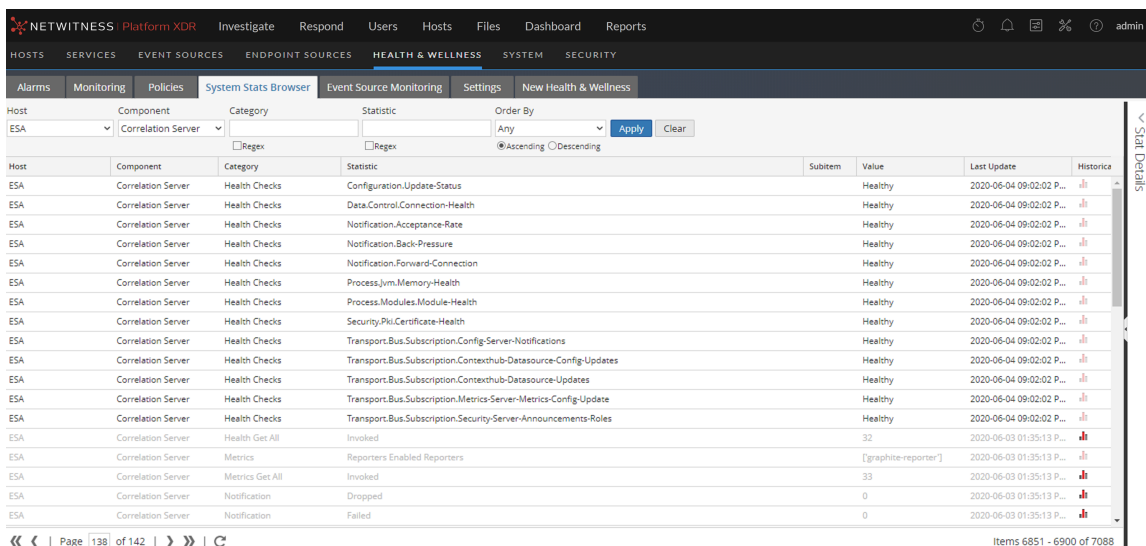 NETWITNESS Platform XDR Investigate Respond Users Hosts Files Dashboard Reports admin
HOSTS SERVICES EVENT SOURCES ENDPOINT SOURCES HEALTH & WELLNESS SYSTEM SECURITY
Alarms Monitoring Policies System Stats Browser Event Source Monitoring Settings New Health & Wellness
Host Component Category Statistic Order By
ESA Correlation Server Any Apply Clear
Regex Regex Ascending Descending
Stat Details
Host Component Category Statistic Subitem Value Last Update Historica
ESA Correlation Server Health Checks Configuration.Update-Status Healthy 2020-06-04 09:02:02 P...
ESA Correlation Server Health Checks Data.Control.Connection-Health Healthy 2020-06-04 09:02:02 P...
ESA Correlation Server Health Checks Notification.Acceptance-Rate Healthy 2020-06-04 09:02:02 P...
ESA Correlation Server Health Checks Notification.Back-Pressure Healthy 2020-06-04 09:02:02 P...
ESA Correlation Server Health Checks Notification.Forward-Connection Healthy 2020-06-04 09:02:02 P...
ESA Correlation Server Health Checks Process.Jvm.Memory-Health Healthy 2020-06-04 09:02:02 P...
ESA Correlation Server Health Checks Process.Modules.Module-Health Healthy 2020-06-04 09:02:02 P...
ESA Correlation Server Health Checks Security.Pki.Certificate-Health Healthy 2020-06-04 09:02:02 P...
ESA Correlation Server Health Checks Transport.Bus.Subscription.Config-Server-Notifications Healthy 2020-06-04 09:02:02 P...
ESA Correlation Server Health Checks Transport.Bus.Subscription.Contexthub-Datasource-Config-Updates Healthy 2020-06-04 09:02:02 P...
ESA Correlation Server Health Checks Transport.Bus.Subscription.Contexthub-Datasource-Updates Healthy 2020-06-04 09:02:02 P...
ESA Correlation Server Health Checks Transport.Bus.Subscription.Metrics-Server-Metrics-Config-Update Healthy 2020-06-04 09:02:02 P...
ESA Correlation Server Health Checks Transport.Bus.Subscription.Security-Server-Announcements-Roles Healthy 2020-06-04 09:02:02 P...
ESA Correlation Server Health Get All Invoked 32 2020-06-03 01:35:13 P...
ESA Correlation Server Metrics Reporters Enabled Reporters ['graphite-reporter'] 2020-06-03 01:35:13 P...
ESA Correlation Server Metrics Get All Invoked 33 2020-06-03 01:35:13 P...
ESA Correlation Server Notification Dropped 0 2020-06-03 01:35:13 P...
ESA Correlation Server Notification Failed 0 2020-06-03 01:35:13 P...
Page 138 of 142 Items 6851 - 6900 of 7088